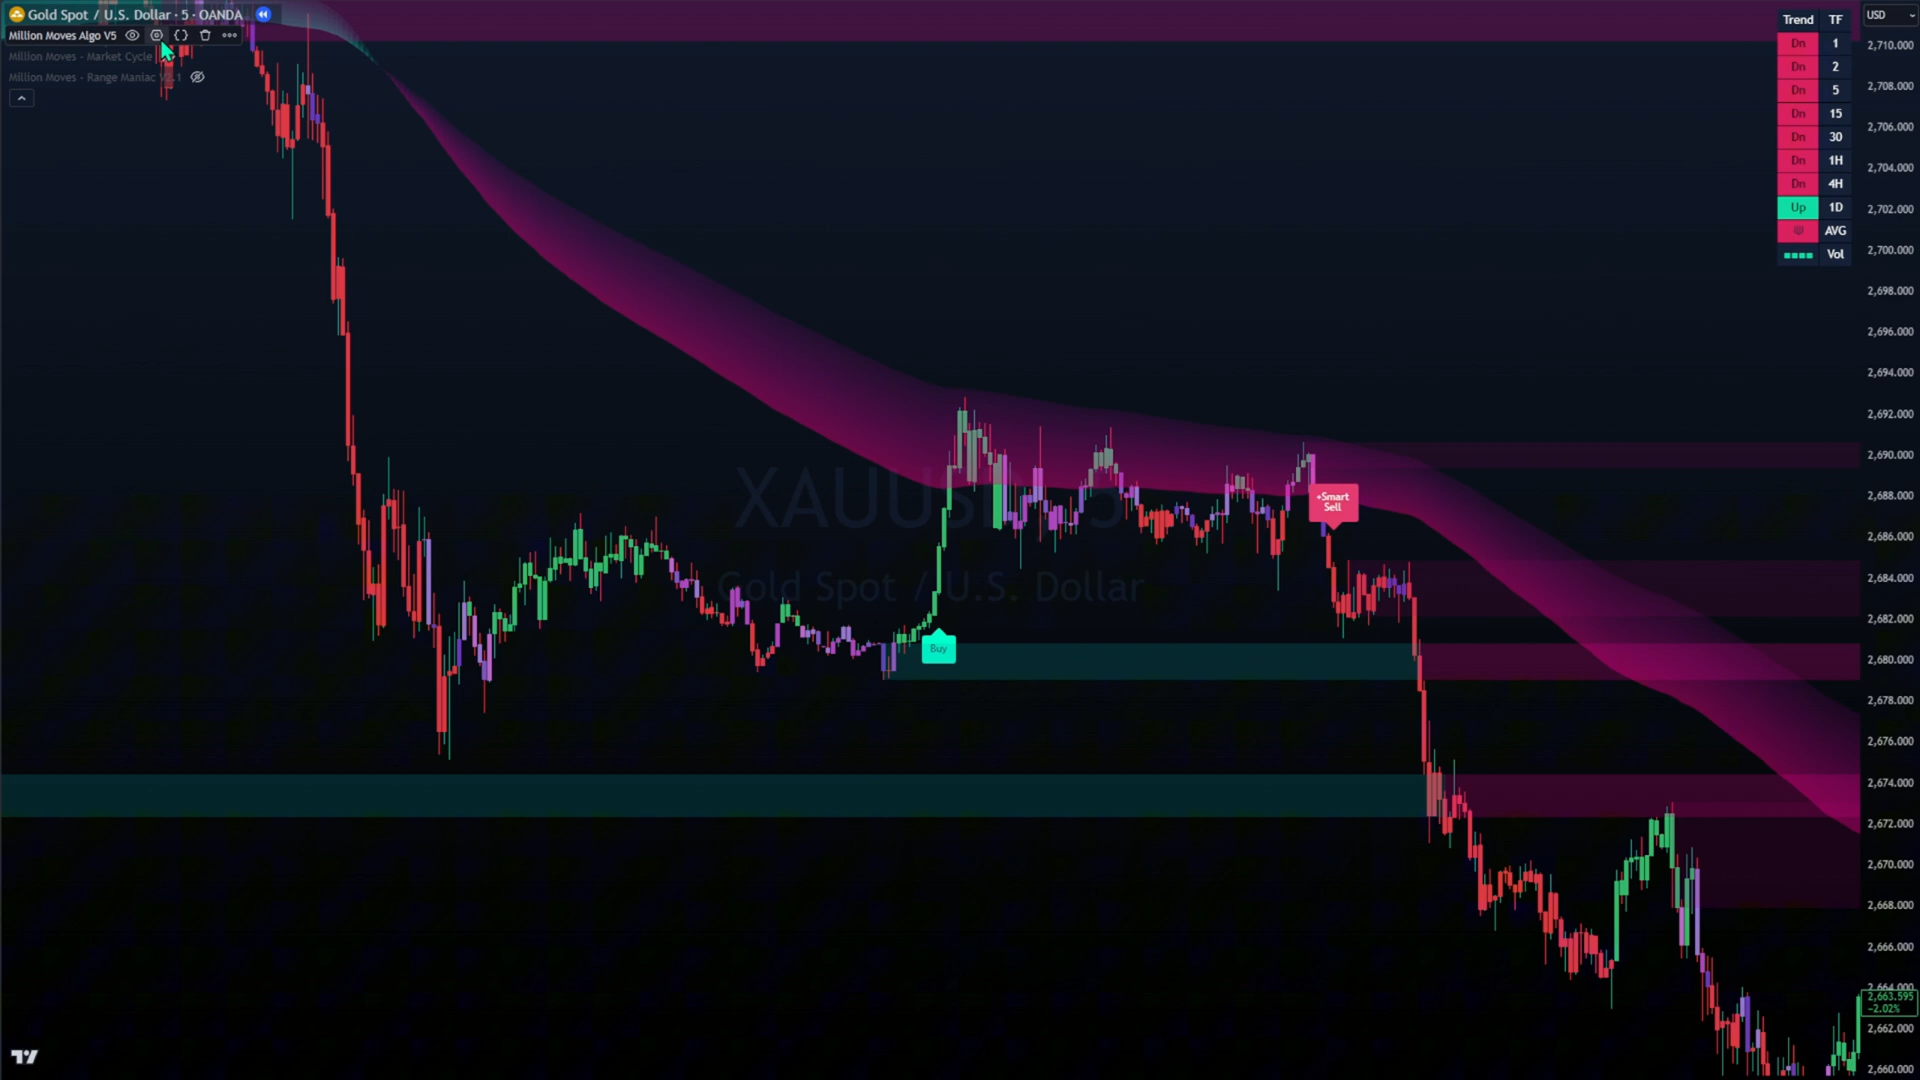 Gold Spot / U.S. Dollar · 5 · OANDA
Million Moves Algo V5
Million Moves - Market Cycle
Million Moves - Range Maniac V2.1
Trend TF
Dn 1
Dn 2
Dn 5
Dn 15
Dn 30
Dn 1H
Dn 4H
Up 1D
AVG
Vol
USD
2,710.000
2,708.000
2,706.000
2,704.000
2,702.000
2,700.000
2,698.000
2,696.000
2,694.000
2,692.000
2,690.000
2,688.000
2,686.000
2,684.000
2,682.000
2,680.000
2,678.000
2,676.000
2,674.000
2,672.000
2,670.000
2,668.000
2,666.000
2,664.000
2,663.595
−2.02%
2,662.000
2,660.000
+Smart
Sell
Buy
Gold Spot / U.S. Dollar